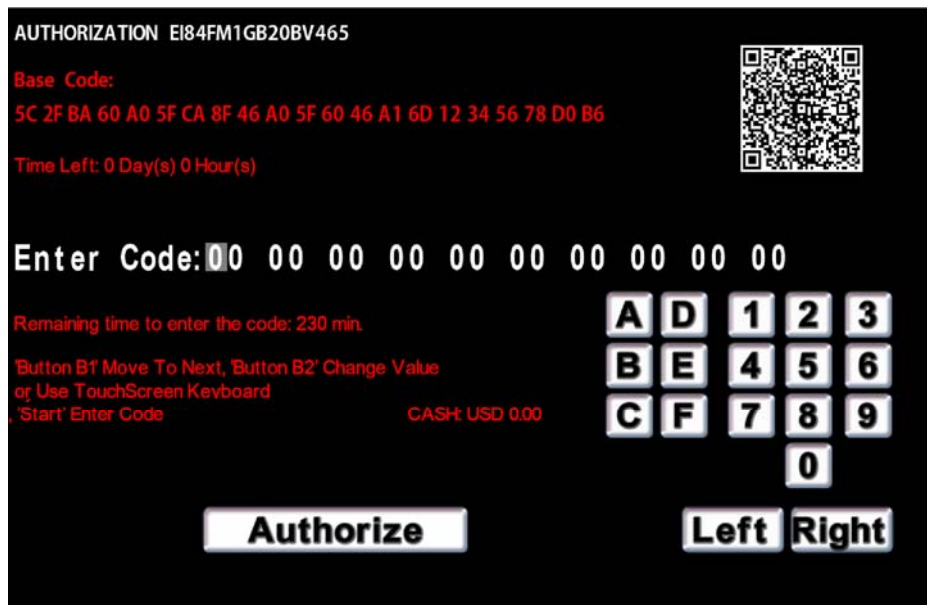 AUTHORIZATION EI84FM1GB20BV465
Base Code:
5C 2F BA 60 A0 5F CA 8F 46 A0 5F 60 46 A1 6D 12 34 56 78 D0 B6
Time Left: 0 Day(s) 0 Hour(s)
Enter Code: 00 00 00 00 00 00 00 00 00 00
Remaining time to enter the code: 230 min.
'Button B1' Move To Next, 'Button B2' Change Value
or Use TouchScreen Keyboard
, 'Start' Enter Code CASH: USD 0.00
A D 1 2 3
B E 4 5 6
C F 7 8 9
0
Authorize Left Right